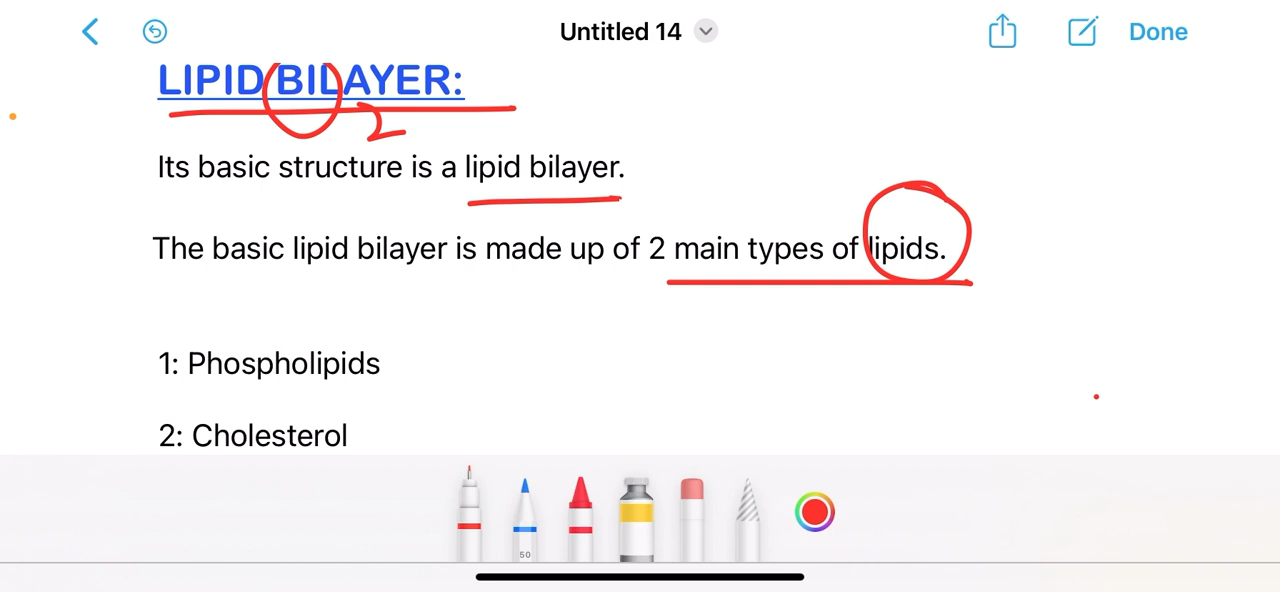 Untitled 14
Done
LIPID BILAYER:
2
Its basic structure is a lipid bilayer.
The basic lipid bilayer is made up of 2 main types of lipids.
1: Phospholipids
2: Cholesterol
50